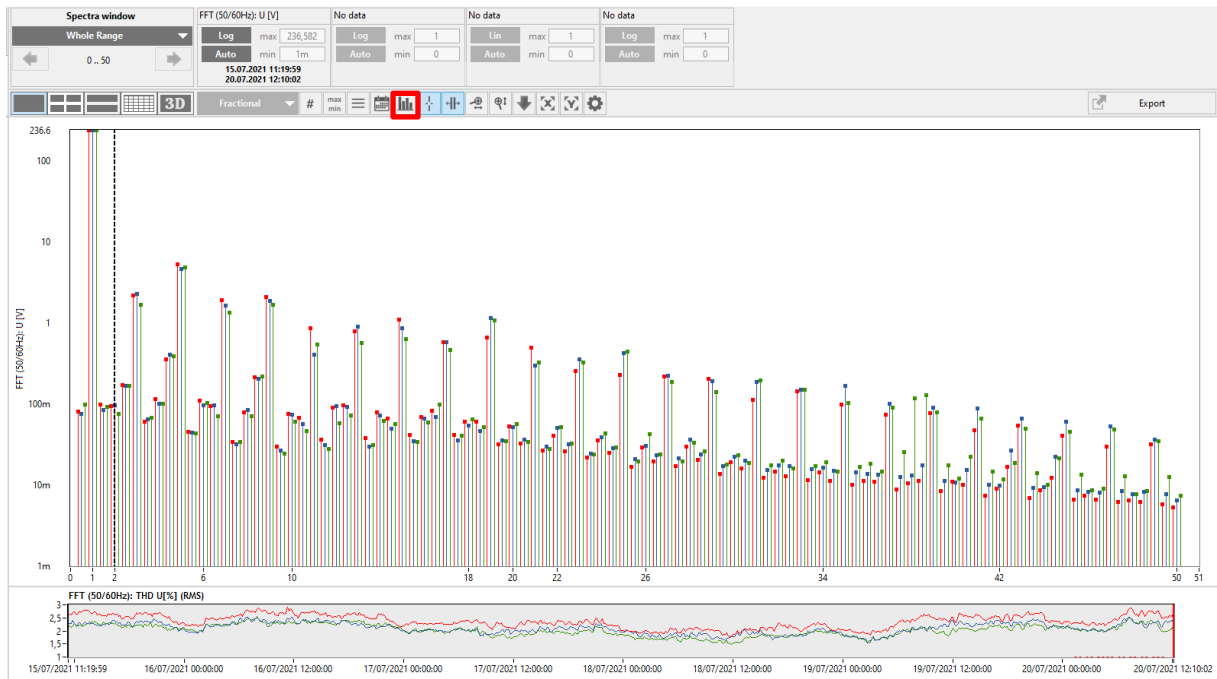 Spectra window
Whole Range
0 .. 50
FFT (50/60Hz): U [V]
Log max 236,582
Auto min 1m
15.07.2021 11:19:59
20.07.2021 12:10:02
No data
Log max 1
Auto min 0
No data
Lin max 1
Auto min 0
No data
Log max 1
Auto min 0
3D
Fractional
#
max
min
X
Y
Export
236.6
100
10
1
100m
10m
1m
FFT (50/60Hz): U [V]
0 1 2 6 10 18 20 22 26 34 42 50 51
FFT (50/60Hz): THD U[%] (RMS)
3
2,5
2
1,5
1
15/07/2021 11:19:59 16/07/2021 00:00:00 16/07/2021 12:00:00 17/07/2021 00:00:00 17/07/2021 12:00:00 18/07/2021 00:00:00 18/07/2021 12:00:00 19/07/2021 00:00:00 19/07/2021 12:00:00 20/07/2021 00:00:00 20/07/2021 12:10:02